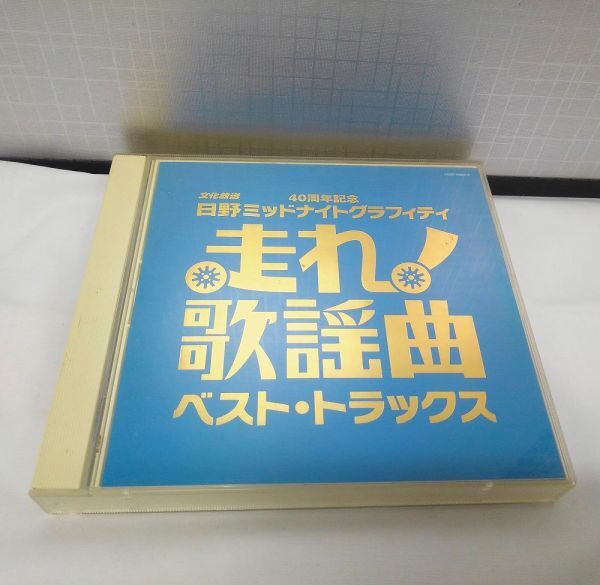 文化放送 40周年記念
日野ミッドナイトグラフィティ
走れ!
歌謡曲
ベスト・トラックス